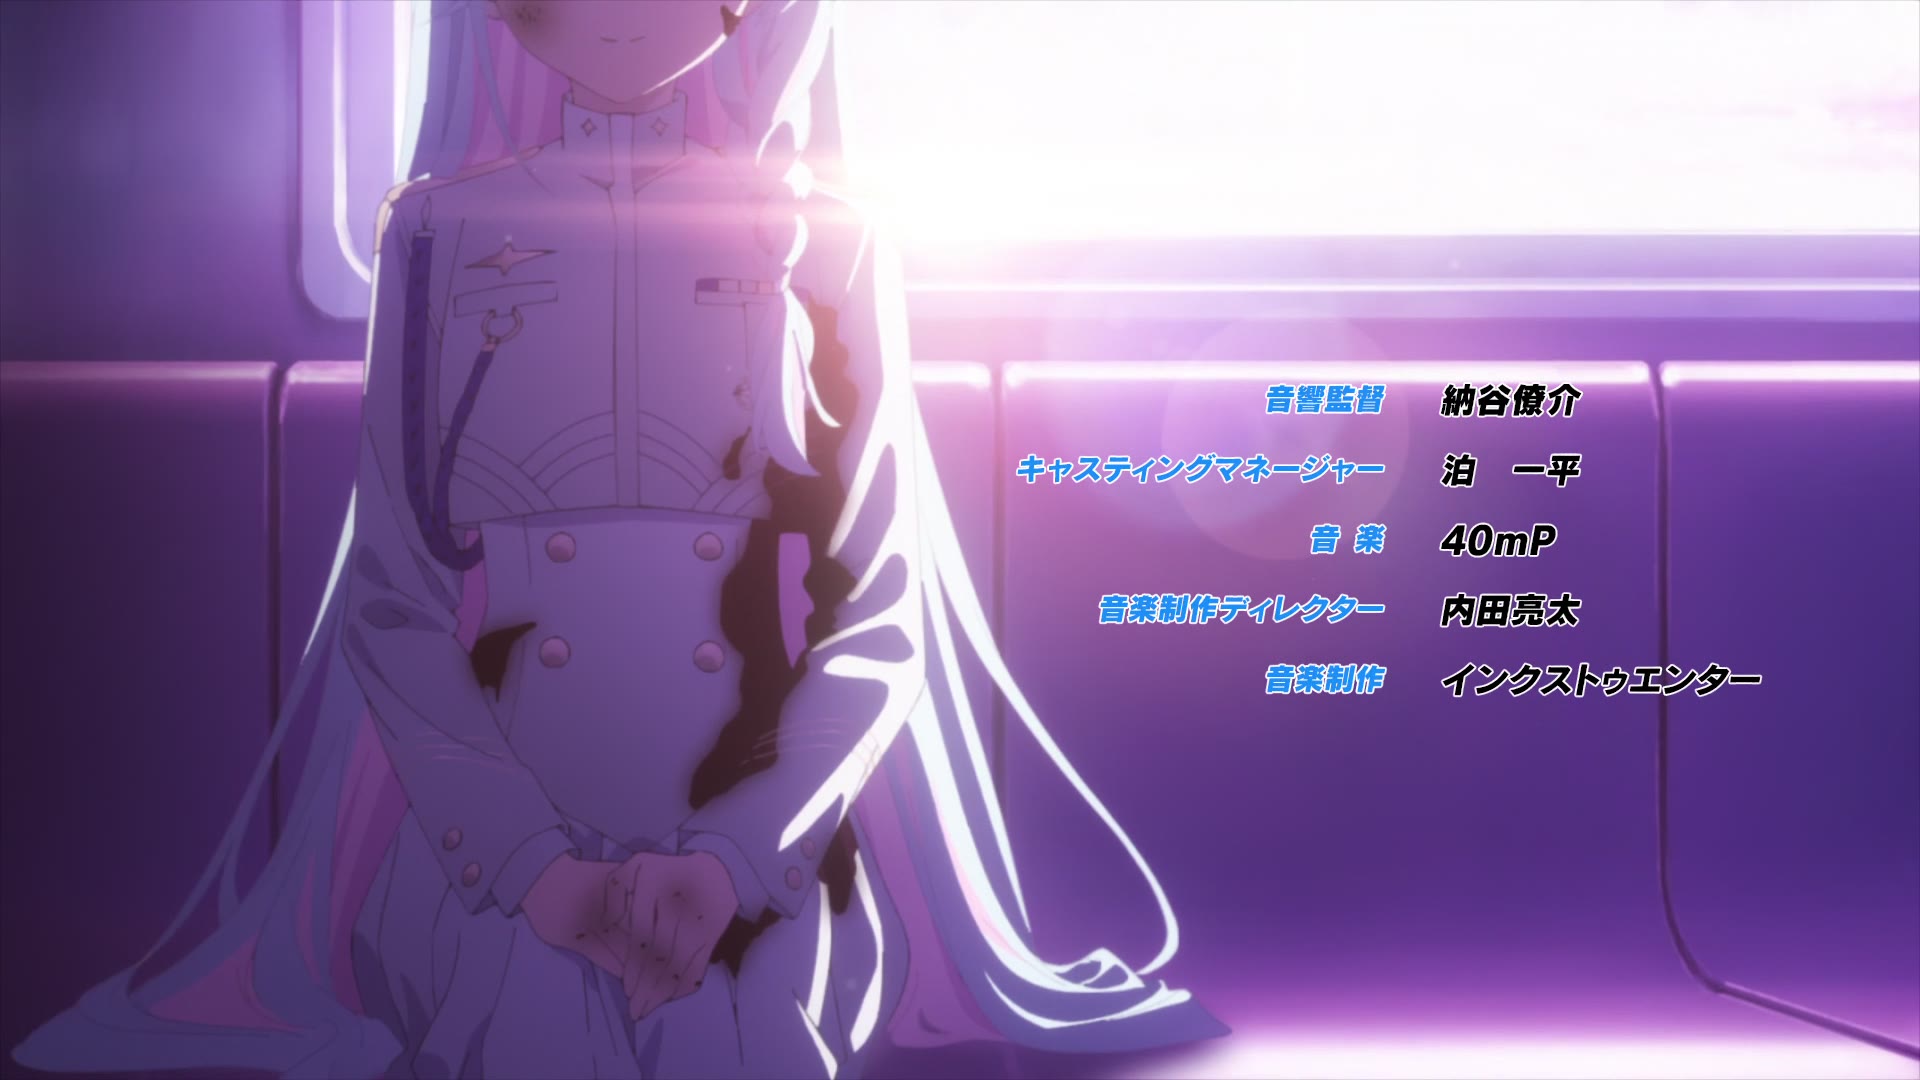 音響監督 納谷僚介
キャスティングマネージャー 泊　一平
音 楽 40mP
音楽制作ディレクター 内田亮太
音楽制作 インクストゥエンター